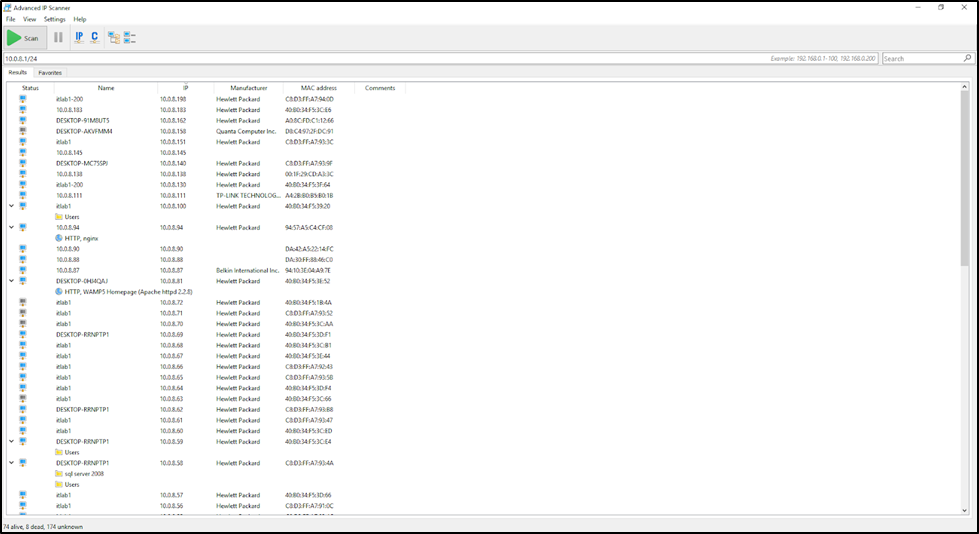 Advanced IP Scanner
File View Settings Help
Scan IP C
10.0.8.1/24 Example: 192.168.0.1-100, 192.168.0.200 Search
Results Favorites
Status Name IP Manufacturer MAC address Comments
itlab1-200 10.0.8.198 Hewlett Packard C8:D3:FF:A7:94:0D
10.0.8.183 10.0.8.183 Hewlett Packard 40:B0:34:F5:3C:E6
DESKTOP-91M8UT5 10.0.8.162 Hewlett Packard A0:8C:FD:C1:12:66
DESKTOP-AKVFMM4 10.0.8.158 Quanta Computer Inc. D8:C4:97:2F:DC:91
itlab1 10.0.8.151 Hewlett Packard C8:D3:FF:A7:93:3C
10.0.8.145 10.0.8.145
DESKTOP-MC7SSPJ 10.0.8.140 Hewlett Packard C8:D3:FF:A7:93:9F
10.0.8.138 10.0.8.138 Hewlett Packard 00:1F:29:CD:A3:3C
itlab1-200 10.0.8.130 Hewlett Packard 40:B0:34:F5:3F:64
10.0.8.111 10.0.8.111 TP-LINK TECHNOLOG... A4:2B:B0:B5:B0:1B
itlab1 10.0.8.100 Hewlett Packard 40:B0:34:F5:39:20
Users
10.0.8.94 10.0.8.94 Hewlett Packard 94:57:A5:C4:CF:08
HTTP, nginx
10.0.8.90 10.0.8.90 DA:42:A5:22:14:FC
10.0.8.88 10.0.8.88 DA:30:FF:88:46:C0
10.0.8.87 10.0.8.87 Belkin International Inc. 94:10:3E:04:A9:7E
DESKTOP-0HJ4QAJ 10.0.8.81 Hewlett Packard 40:B0:34:F5:3E:52
HTTP, WAMP5 Homepage (Apache httpd 2.2.8)
itlab1 10.0.8.72 Hewlett Packard 40:B0:34:F5:1B:4A
itlab1 10.0.8.71 Hewlett Packard C8:D3:FF:A7:93:52
itlab1 10.0.8.70 Hewlett Packard 40:B0:34:F5:3C:AA
DESKTOP-RRNPTP1 10.0.8.69 Hewlett Packard 40:B0:34:F5:3D:F1
itlab1 10.0.8.68 Hewlett Packard 40:B0:34:F5:3C:B1
itlab1 10.0.8.67 Hewlett Packard 40:B0:34:F5:3E:44
itlab1 10.0.8.66 Hewlett Packard C8:D3:FF:A7:92:43
itlab1 10.0.8.65 Hewlett Packard C8:D3:FF:A7:93:5B
itlab1 10.0.8.64 Hewlett Packard 40:B0:34:F5:3D:F4
itlab1 10.0.8.63 Hewlett Packard 40:B0:34:F5:3C:66
DESKTOP-RRNPTP1 10.0.8.62 Hewlett Packard C8:D3:FF:A7:93:B8
itlab1 10.0.8.61 Hewlett Packard C8:D3:FF:A7:93:47
itlab1 10.0.8.60 Hewlett Packard 40:B0:34:F5:3C:ED
DESKTOP-RRNPTP1 10.0.8.59 Hewlett Packard 40:B0:34:F5:3C:E4
Users
DESKTOP-RRNPTP1 10.0.8.58 Hewlett Packard C8:D3:FF:A7:93:4A
sql server 2008
Users
itlab1 10.0.8.57 Hewlett Packard 40:B0:34:F5:3D:66
itlab1 10.0.8.56 Hewlett Packard C8:D3:FF:A7:91:0C
74 alive, 8 dead, 174 unknown